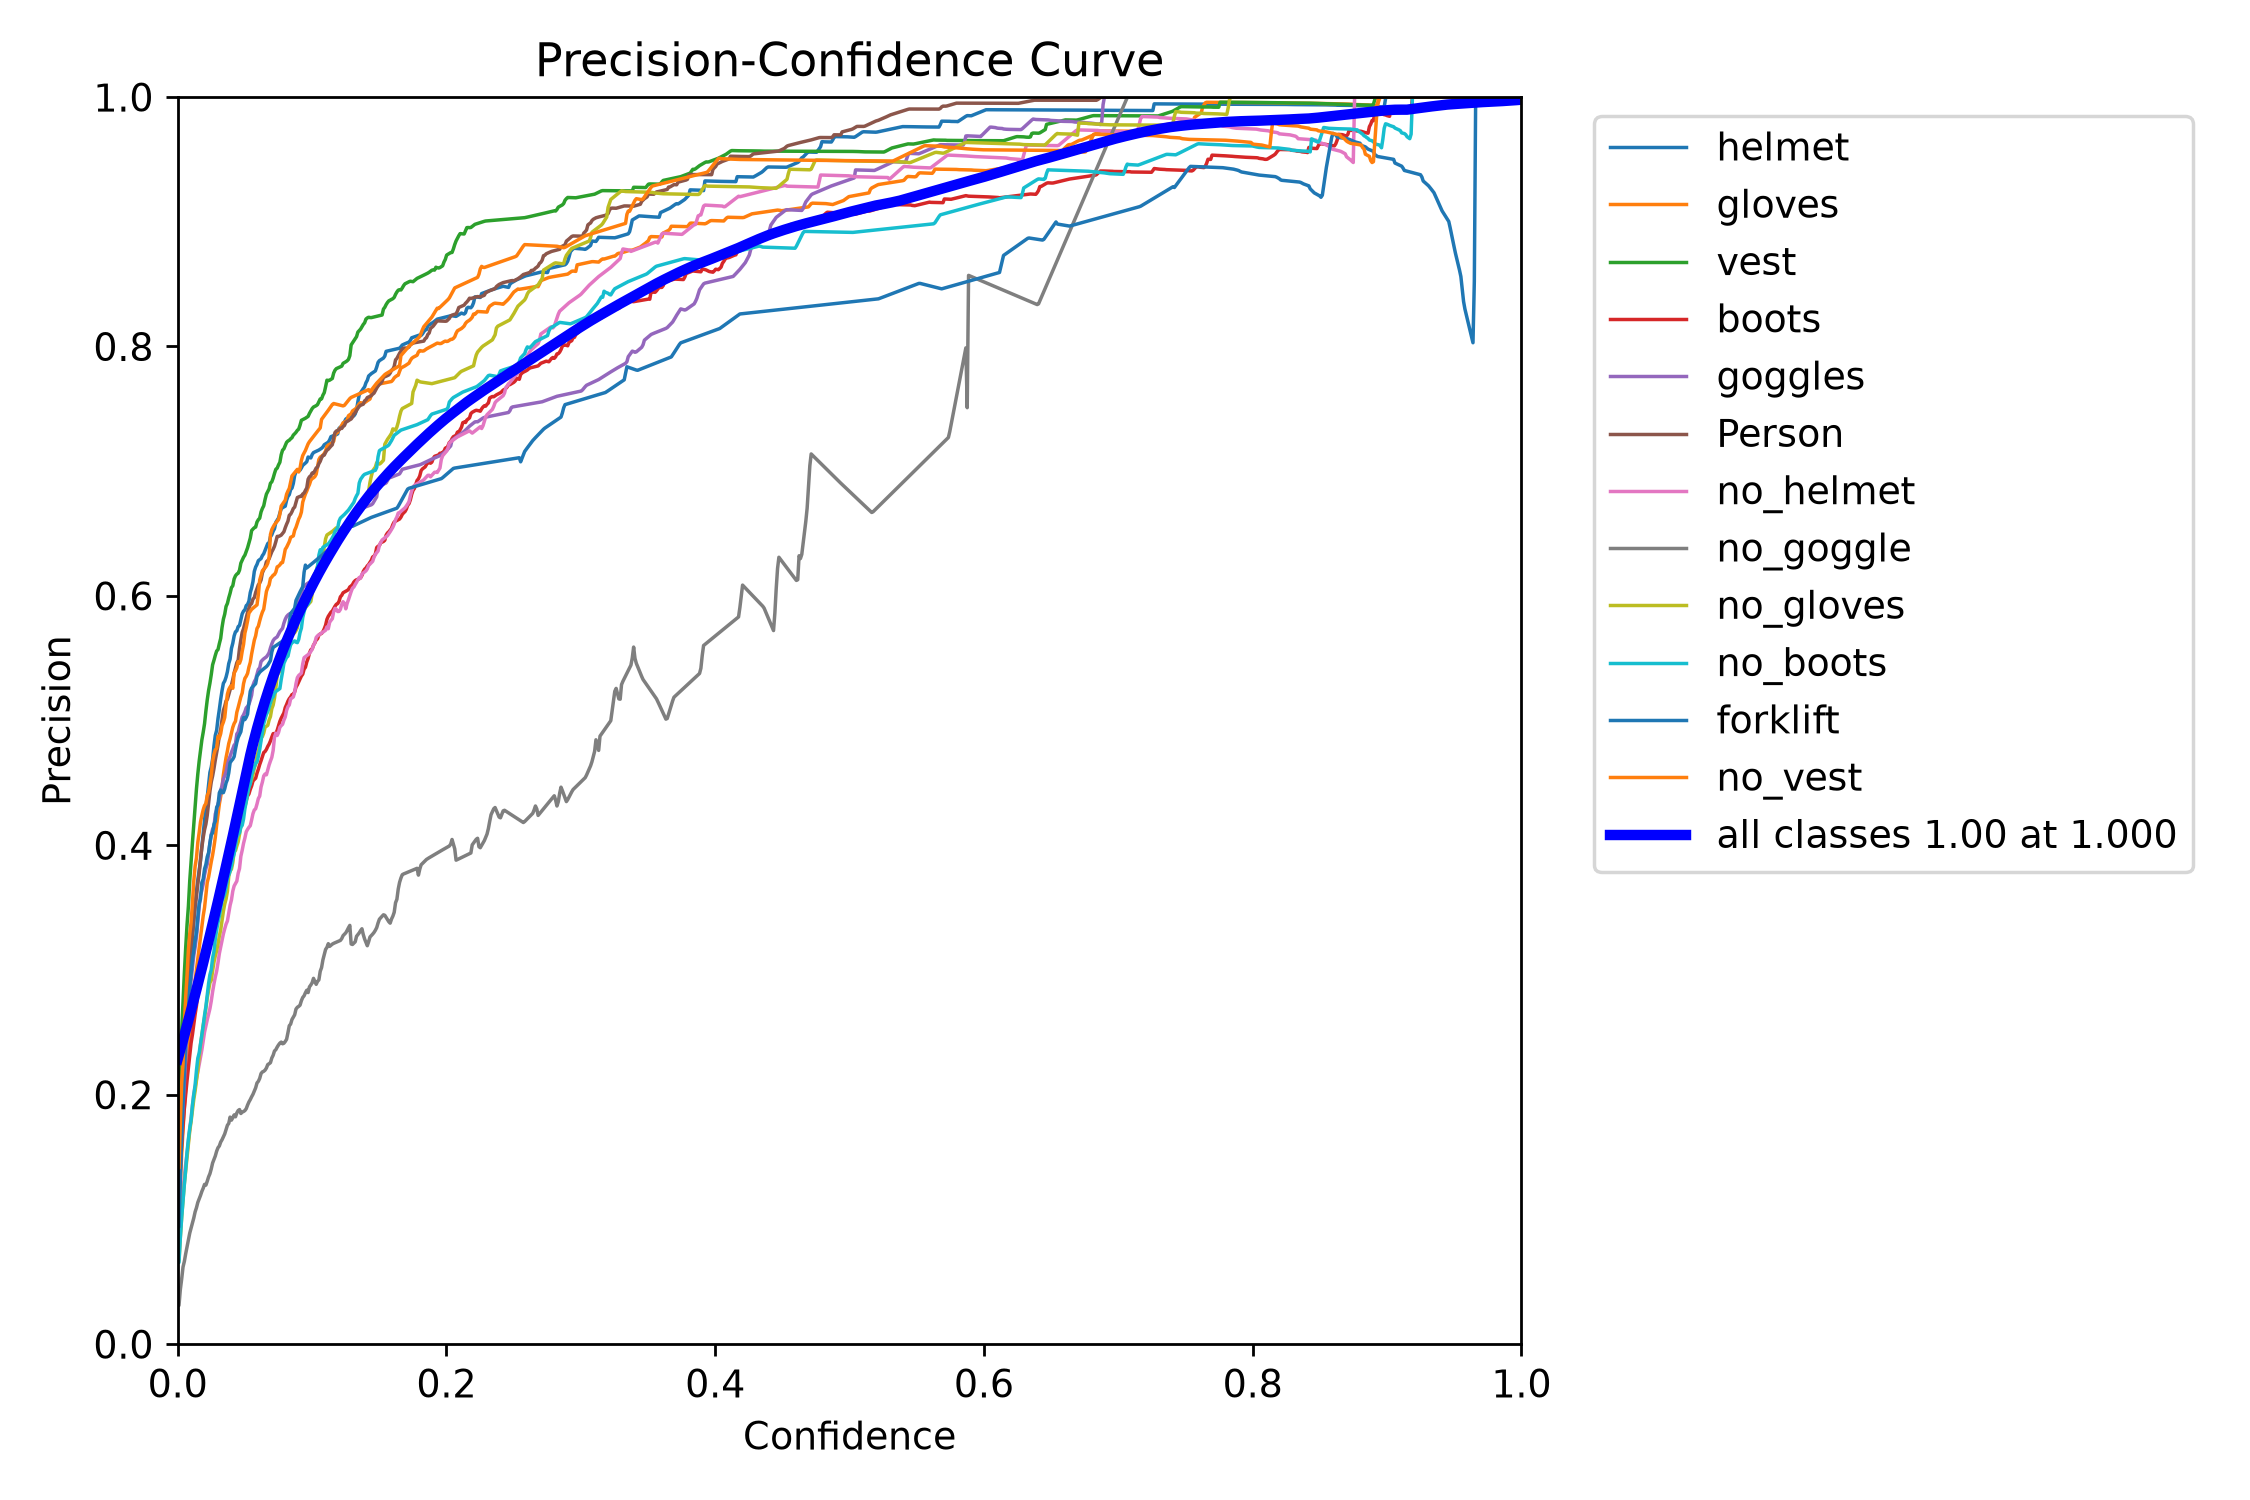 Precision-Confidence Curve
1.0
0.8
0.6
0.4
0.2
0.0
Precision
0.0 0.2 0.4 0.6 0.8 1.0
Confidence
helmet
gloves
vest
boots
goggles
Person
no_helmet
no_goggle
no_gloves
no_boots
forklift
no_vest
all classes 1.00 at 1.000